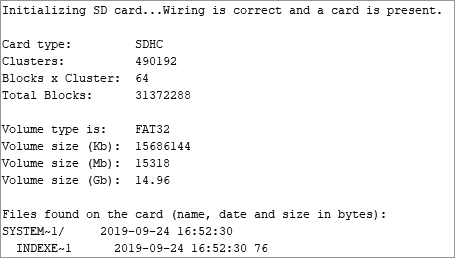 Initializing SD card...Wiring is correct and a card is present.
Card type: SDHC
Clusters: 490192
Blocks x Cluster: 64
Total Blocks: 31372288
Volume type is: FAT32
Volume size (Kb): 15686144
Volume size (Mb): 15318
Volume size (Gb): 14.96
Files found on the card (name, date and size in bytes):
SYSTEM~1/ 2019-09-24 16:52:30
INDEXE~1 2019-09-24 16:52:30 76